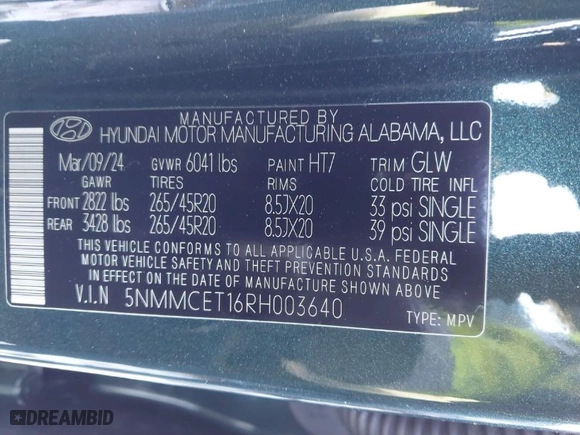 MANUFACTURED BY
HYUNDAI MOTOR MANUFACTURING ALABAMA, LLC
Mar/09/24 GVWR 6041 lbs PAINT HT7 TRIM GLW
GAWR TIRES RIMS COLD TIRE INFL
FRONT 2822 lbs 265/45R20 8.5JX20 33 psi SINGLE
REAR 3428 lbs 265/45R20 8.5JX20 39 psi SINGLE
THIS VEHICLE CONFORMS TO ALL APPLICABLE U.S.A. FEDERAL
MOTOR VEHICLE SAFETY AND THEFT PREVENTION STANDARDS
IN EFFECT ON THE DATE OF MANUFACTURE SHOWN ABOVE.
V.I.N 5NMMCET16RH003640
TYPE: MPV
DREAMBID